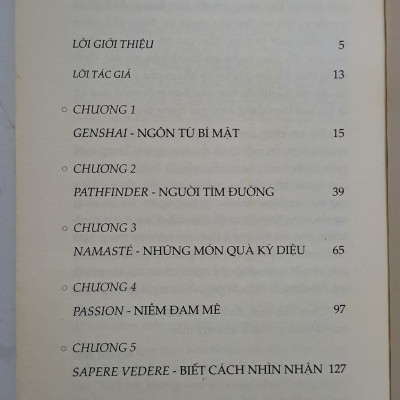 LỜI GIỚI THIỆU 5
LỜI TÁC GIẢ 13
○ CHƯƠNG 1
GENSHAI - NGÔN TỪ BÍ MẬT 15
○ CHƯƠNG 2
PATHFINDER - NGƯỜI TÌM ĐƯỜNG 39
○ CHƯƠNG 3
NAMASTÉ - NHỮNG MÓN QUÀ KỲ DIỆU 65
○ CHƯƠNG 4
PASSION - NIỀM ĐAM MÊ 97
○ CHƯƠNG 5
SAPERE VEDERE - BIẾT CÁCH NHÌN NHẬN 127